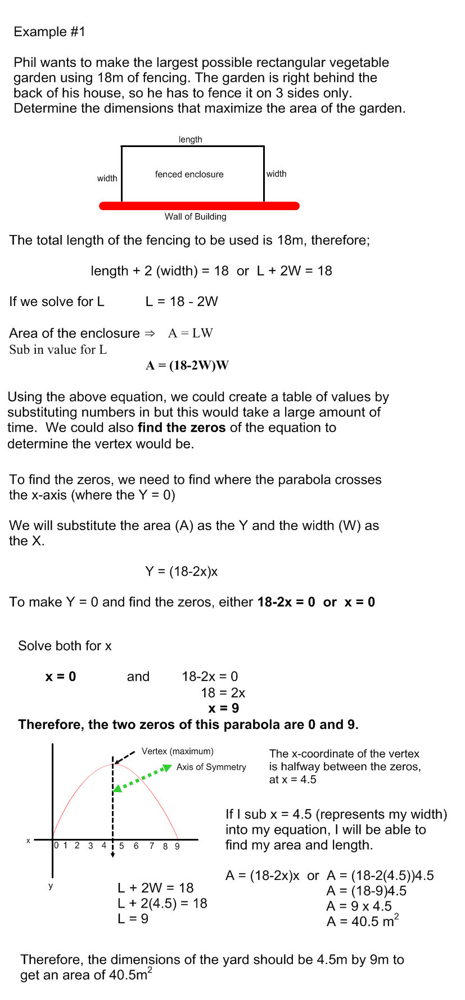 Example #1
Phil wants to make the largest possible rectangular vegetable
garden using 18m of fencing. The garden is right behind the
back of his house, so he has to fence it on 3 sides only.
Determine the dimensions that maximize the area of the garden.
length
width
fenced enclosure
width
Wall of Building
The total length of the fencing to be used is 18m, therefore;
length + 2 (width) = 18 or L + 2W = 18
If we solve for L L = 18 - 2W
Area of the enclosure ⇒ A = LW
Sub in value for L
A = (18-2W)W
Using the above equation, we could create a table of values by
substituting numbers in but this would take a large amount of
time. We could also find the zeros of the equation to
determine the vertex would be.
To find the zeros, we need to find where the parabola crosses
the x-axis (where the Y = 0)
We will substitute the area (A) as the Y and the width (W) as
the X.
Y = (18-2x)x
To make Y = 0 and find the zeros, either 18-2x = 0 or x = 0
Solve both for x
x = 0 and 18-2x = 0
18 = 2x
x = 9
Therefore, the two zeros of this parabola are 0 and 9.
Vertex (maximum)
Axis of Symmetry
The x-coordinate of the vertex
is halfway between the zeros,
at x = 4.5
If I sub x = 4.5 (represents my width)
into my equation, I will be able to
find my area and length.
x
0 1 2 3 4 5 6 7 8 9
y
A = (18-2x)x or A = (18-2(4.5))4.5
A = (18-9)4.5
A = 9 x 4.5
A = 40.5 m²
L + 2W = 18
L + 2(4.5) = 18
L = 9
Therefore, the dimensions of the yard should be 4.5m by 9m to
get an area of 40.5m²